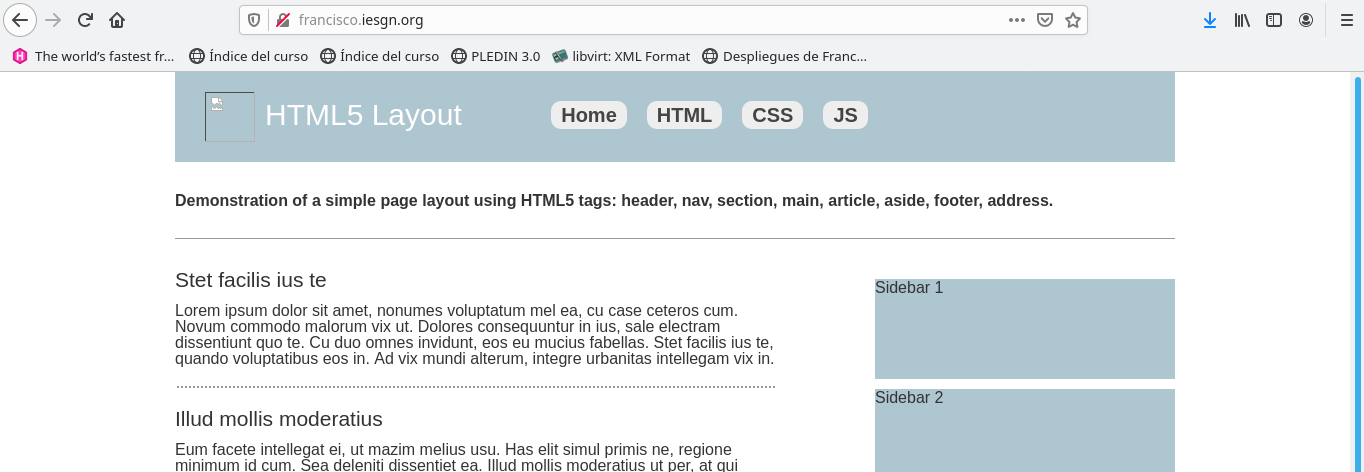 francisco.iesgn.org
The world's fastest fr... Índice del curso Índice del curso PLEDIN 3.0 libvirt: XML Format Despliegues de Franc...
HTML5 Layout Home HTML CSS JS
Demonstration of a simple page layout using HTML5 tags: header, nav, section, main, article, aside, footer, address.
Stet facilis ius te
Lorem ipsum dolor sit amet, nonumes voluptatum mel ea, cu case ceteros cum.
Novum commodo malorum vix ut. Dolores consequuntur in ius, sale electram
dissentiunt quo te. Cu duo omnes invidunt, eos eu mucius fabellas. Stet facilis ius te,
quando voluptatibus eos in. Ad vix mundi alterum, integre urbanitas intellegam vix in.
Illud mollis moderatius
Eum facete intellegat ei, ut mazim melius usu. Has elit simul primis ne, regione
minimum id cum. Sea deleniti dissentiet ea. Illud mollis moderatius ut per, at qui
Sidebar 1
Sidebar 2